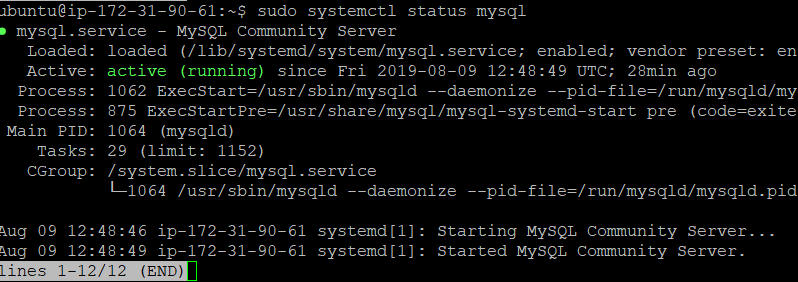 ubuntu@ip-172-31-90-61:~$ sudo systemctl status mysql
● mysql.service - MySQL Community Server
   Loaded: loaded (/lib/systemd/system/mysql.service; enabled; vendor preset: en
   Active: active (running) since Fri 2019-08-09 12:48:49 UTC; 28min ago
  Process: 1062 ExecStart=/usr/sbin/mysqld --daemonize --pid-file=/run/mysqld/my
  Process: 875 ExecStartPre=/usr/share/mysql/mysql-systemd-start pre (code=exite
 Main PID: 1064 (mysqld)
    Tasks: 29 (limit: 1152)
   CGroup: /system.slice/mysql.service
           └─1064 /usr/sbin/mysqld --daemonize --pid-file=/run/mysqld/mysqld.pid

Aug 09 12:48:46 ip-172-31-90-61 systemd[1]: Starting MySQL Community Server...
Aug 09 12:48:49 ip-172-31-90-61 systemd[1]: Started MySQL Community Server.
lines 1-12/12 (END)